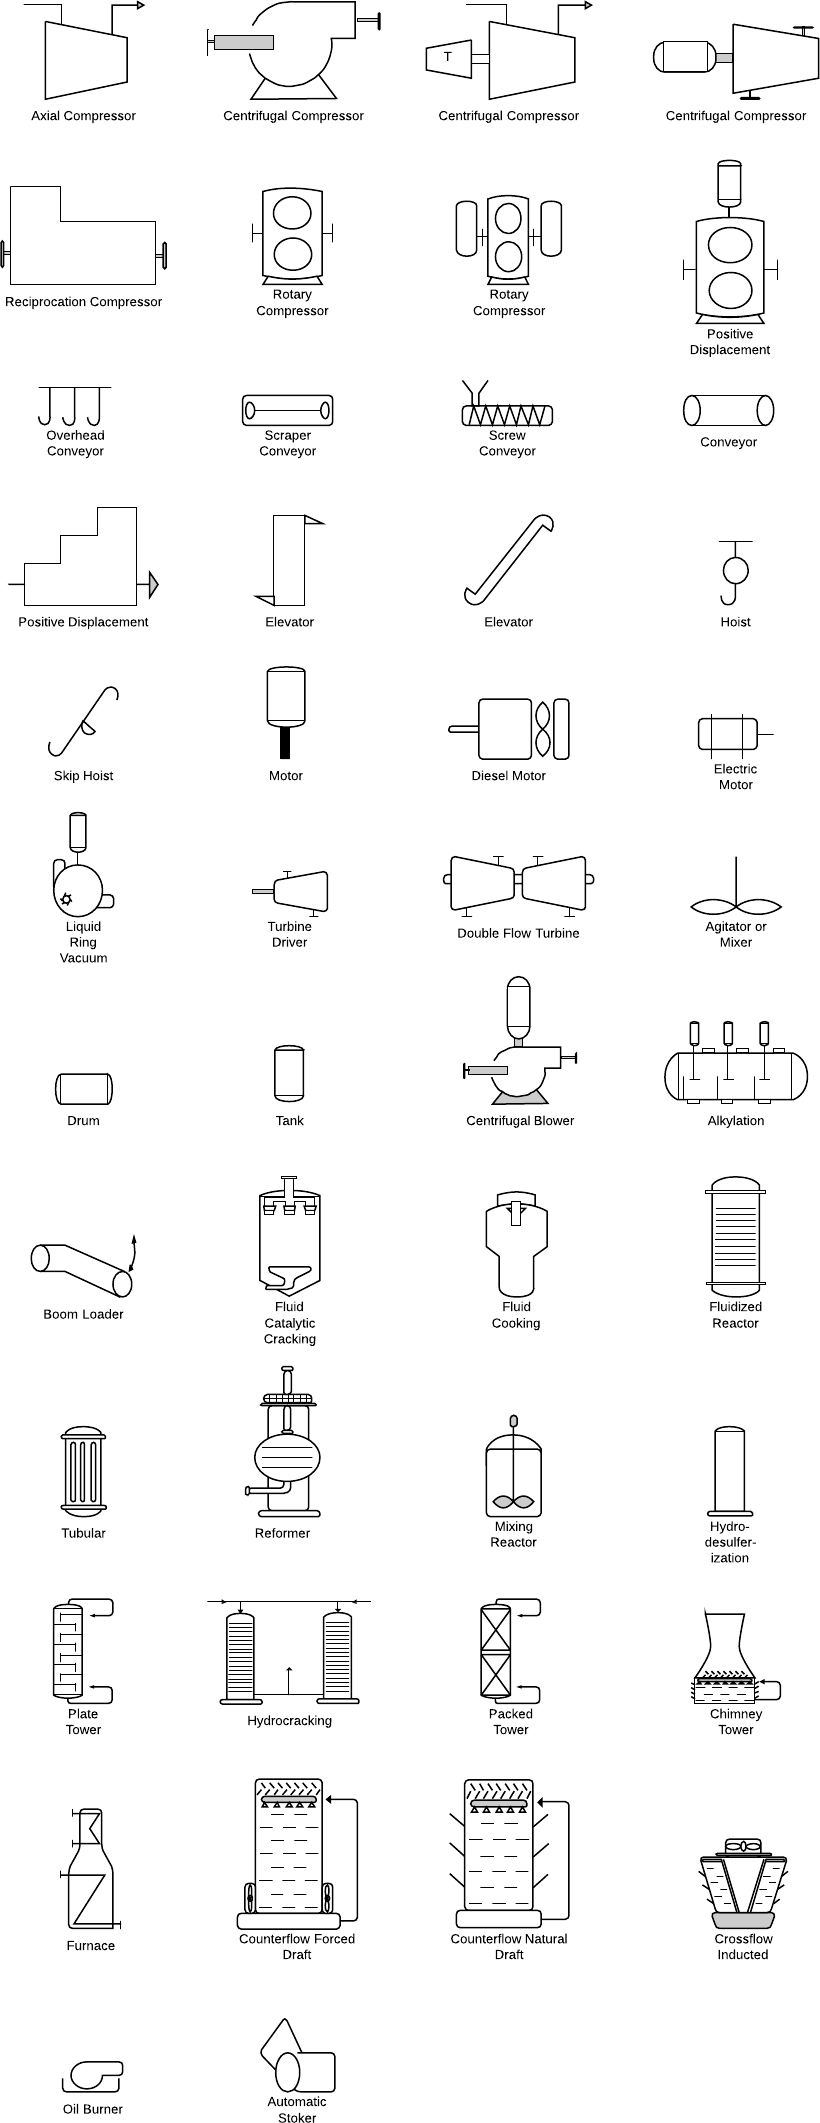 T
Axial Compressor
Centrifugal Compressor
Centrifugal Compressor
Centrifugal Compressor
Reciprocation Compressor
Rotary
Compressor
Rotary
Compressor
Positive
Displacement
Overhead
Conveyor
Scraper
Conveyor
Screw
Conveyor
Conveyor
Positive Displacement
Elevator
Elevator
Hoist
Skip Hoist
Motor
Diesel Motor
Electric
Motor
Liquid
Ring
Vacuum
Turbine
Driver
Double Flow Turbine
Agitator or
Mixer
Drum
Tank
Centrifugal Blower
Alkylation
Boom Loader
Fluid
Catalytic
Cracking
Fluid
Cooking
Fluidized
Reactor
Tubular
Reformer
Mixing
Reactor
Hydro-
desulfer-
ization
Plate
Tower
Hydrocracking
Packed
Tower
Chimney
Tower
Furnace
Counterflow Forced
Draft
Counterflow Natural
Draft
Crossflow
Inducted
Oil Burner
Automatic
Stoker